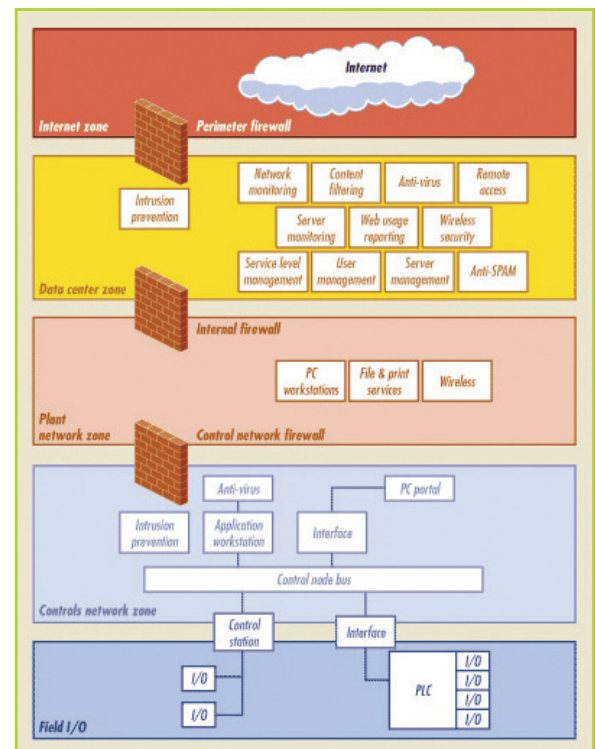 Internet
Internet zone
Perimeter firewall
Network
monitoring
Content
filtering
Anti-virus
Remote
access
Intrusion
prevention
Server
monitoring
Web usage
reporting
Wireless
security
Service level
management
User
management
Server
management
Anti-SPAM
Data center zone
Internal firewall
PC
workstations
File & print
services
Wireless
Plant
network zone
Control network firewall
Anti-virus
PC portal
Intrusion
prevention
Application
workstation
Interface
Control node bus
Controls network zone
Control
station
Interface
I/O
I/O
PLC
I/O
I/O
I/O
I/O
Field I/O